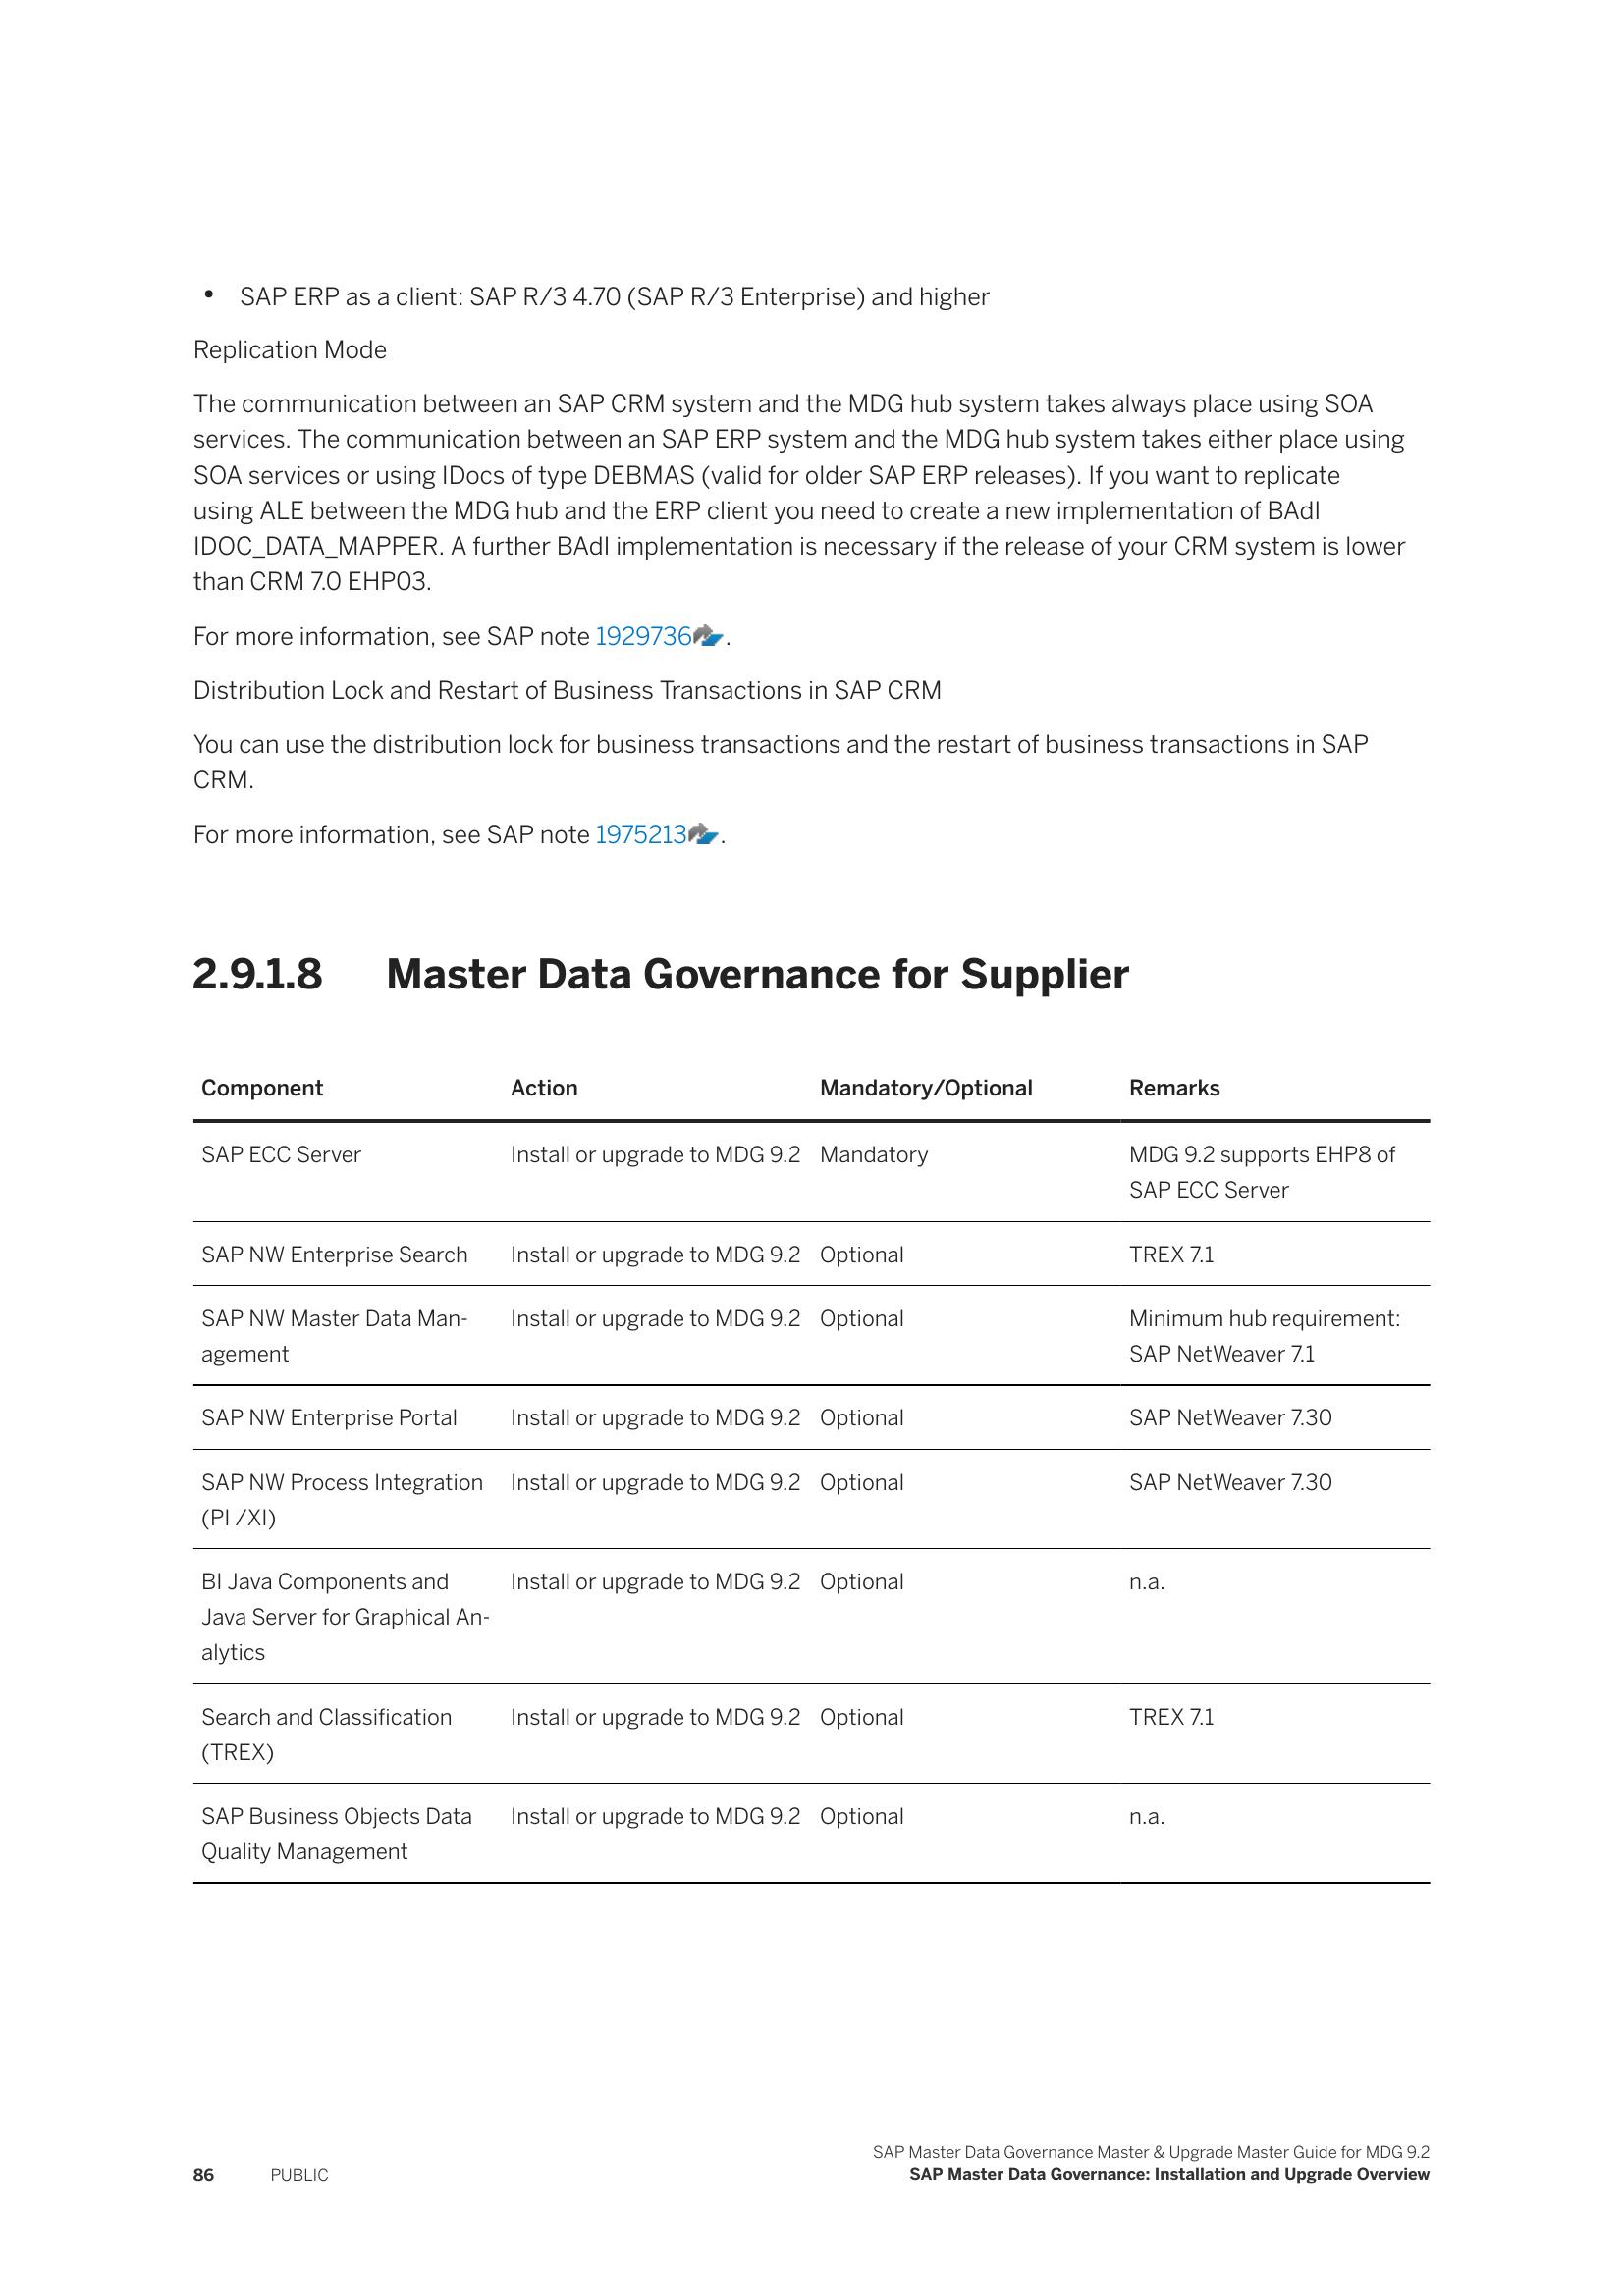 • SAP ERP as a client: SAP R/3 4.70 (SAP R/3 Enterprise) and higher
Replication Mode
The communication between an SAP CRM system and the MDG hub system takes always place using SOA
services. The communication between an SAP ERP system and the MDG hub system takes either place using
SOA services or using IDocs of type DEBMAS (valid for older SAP ERP releases). If you want to replicate
using ALE between the MDG hub and the ERP client you need to create a new implementation of BAdI
IDOC_DATA_MAPPER. A further BAdI implementation is necessary if the release of your CRM system is lower
than CRM 7.0 EHP03.
For more information, see SAP note 1929736.
Distribution Lock and Restart of Business Transactions in SAP CRM
You can use the distribution lock for business transactions and the restart of business transactions in SAP
CRM.
For more information, see SAP note 1975213.
2.9.1.8 Master Data Governance for Supplier
Component Action Mandatory/Optional Remarks
SAP ECC Server Install or upgrade to MDG 9.2 Mandatory MDG 9.2 supports EHP8 of
SAP ECC Server
SAP NW Enterprise Search Install or upgrade to MDG 9.2 Optional TREX 7.1
SAP NW Master Data Man- Install or upgrade to MDG 9.2 Optional Minimum hub requirement:
agement SAP NetWeaver 7.1
SAP NW Enterprise Portal Install or upgrade to MDG 9.2 Optional SAP NetWeaver 7.30
SAP NW Process Integration Install or upgrade to MDG 9.2 Optional SAP NetWeaver 7.30
(PI /XI)
BI Java Components and Install or upgrade to MDG 9.2 Optional n.a.
Java Server for Graphical An-
alytics
Search and Classification Install or upgrade to MDG 9.2 Optional TREX 7.1
(TREX)
SAP Business Objects Data Install or upgrade to MDG 9.2 Optional n.a.
Quality Management
SAP Master Data Governance Master & Upgrade Master Guide for MDG 9.2
86 PUBLIC SAP Master Data Governance: Installation and Upgrade Overview